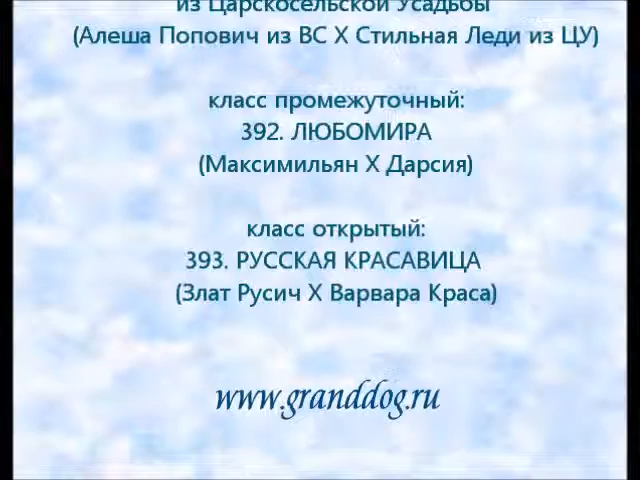 из Царскосельской Усадьбы
(Алеша Попович из ВС Х Стильная Леди из ЦУ)
класс промежуточный:
392. ЛЮБОМИРА
(Максимильян Х Дарсия)
класс открытый:
393. РУССКАЯ КРАСАВИЦА
(Злат Русич Х Варвара Краса)
www.granddog.ru